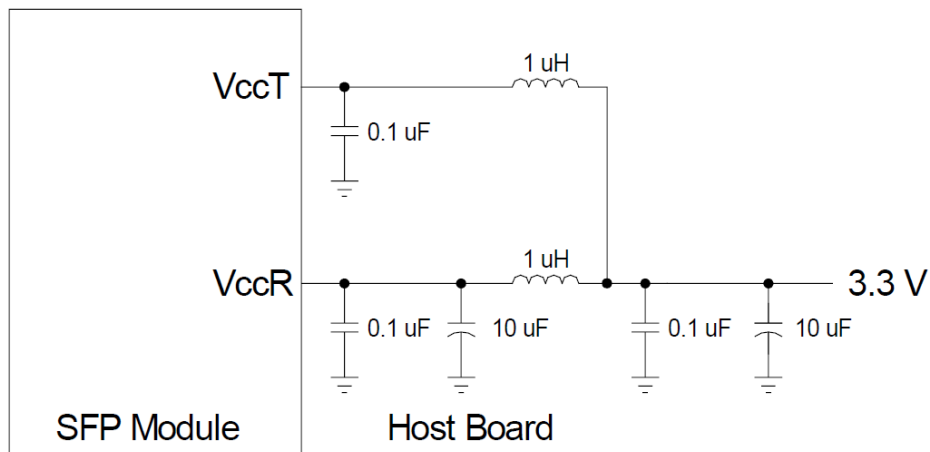 1 uH
VccT
0.1 uF
1 uH
VccR
3.3 V
0.1 uF
10 uF
0.1 uF
10 uF
SFP Module
Host Board